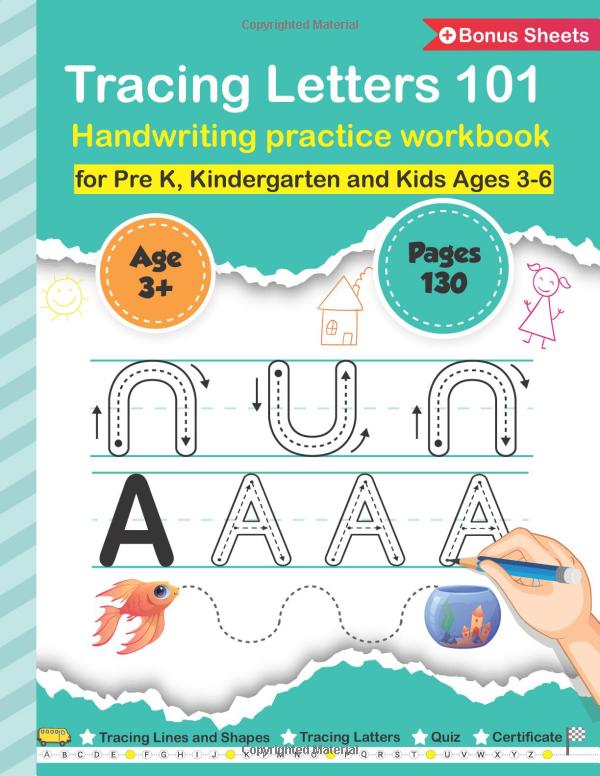 Copyrighted Material
Bonus Sheets
Tracing Letters 101
Handwriting practice workbook
for Pre K, Kindergarten and Kids Ages 3-6
Age
3+
Pages
130
A A A A
Tracing Lines and Shapes Tracing Latters Quiz Certificate
A B C D E F G H I J K M N O P Q R S T U V W X Y Z
Copyrighted Material